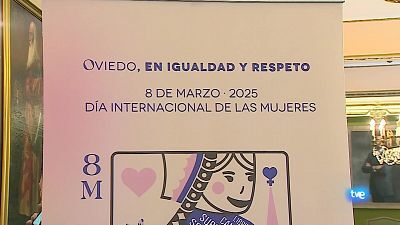 OVIEDO, EN IGUALDAD Y RESPETO
8 DE MARZO · 2025
DÍA INTERNACIONAL DE LAS MUJERES
8
M
tve